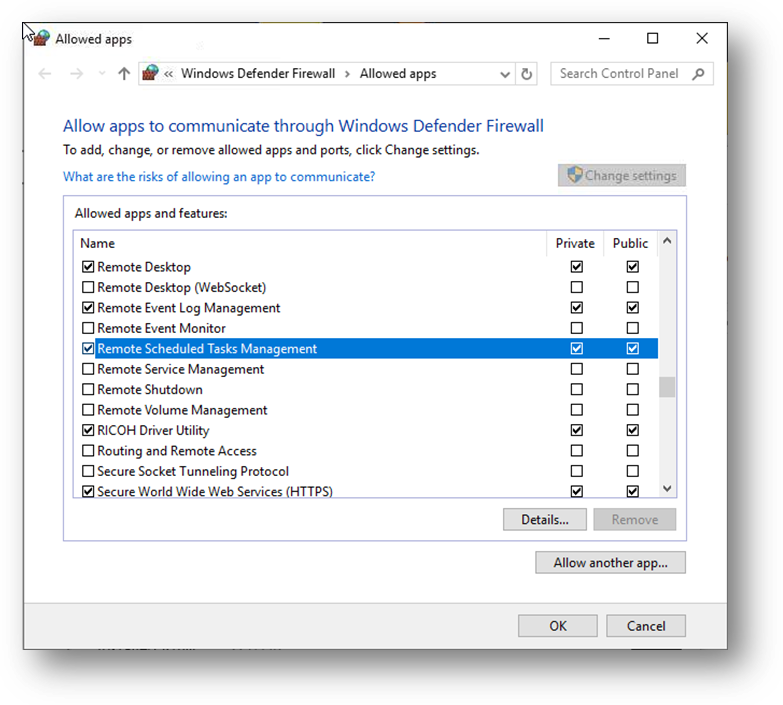 Allowed apps
« Windows Defender Firewall > Allowed apps
Search Control Panel
Allow apps to communicate through Windows Defender Firewall
To add, change, or remove allowed apps and ports, click Change settings.
What are the risks of allowing an app to communicate?
Change settings
Allowed apps and features:
Name Private Public
Remote Desktop
Remote Desktop (WebSocket)
Remote Event Log Management
Remote Event Monitor
Remote Scheduled Tasks Management
Remote Service Management
Remote Shutdown
Remote Volume Management
RICOH Driver Utility
Routing and Remote Access
Secure Socket Tunneling Protocol
Secure World Wide Web Services (HTTPS)
Details... Remove
Allow another app...
OK Cancel